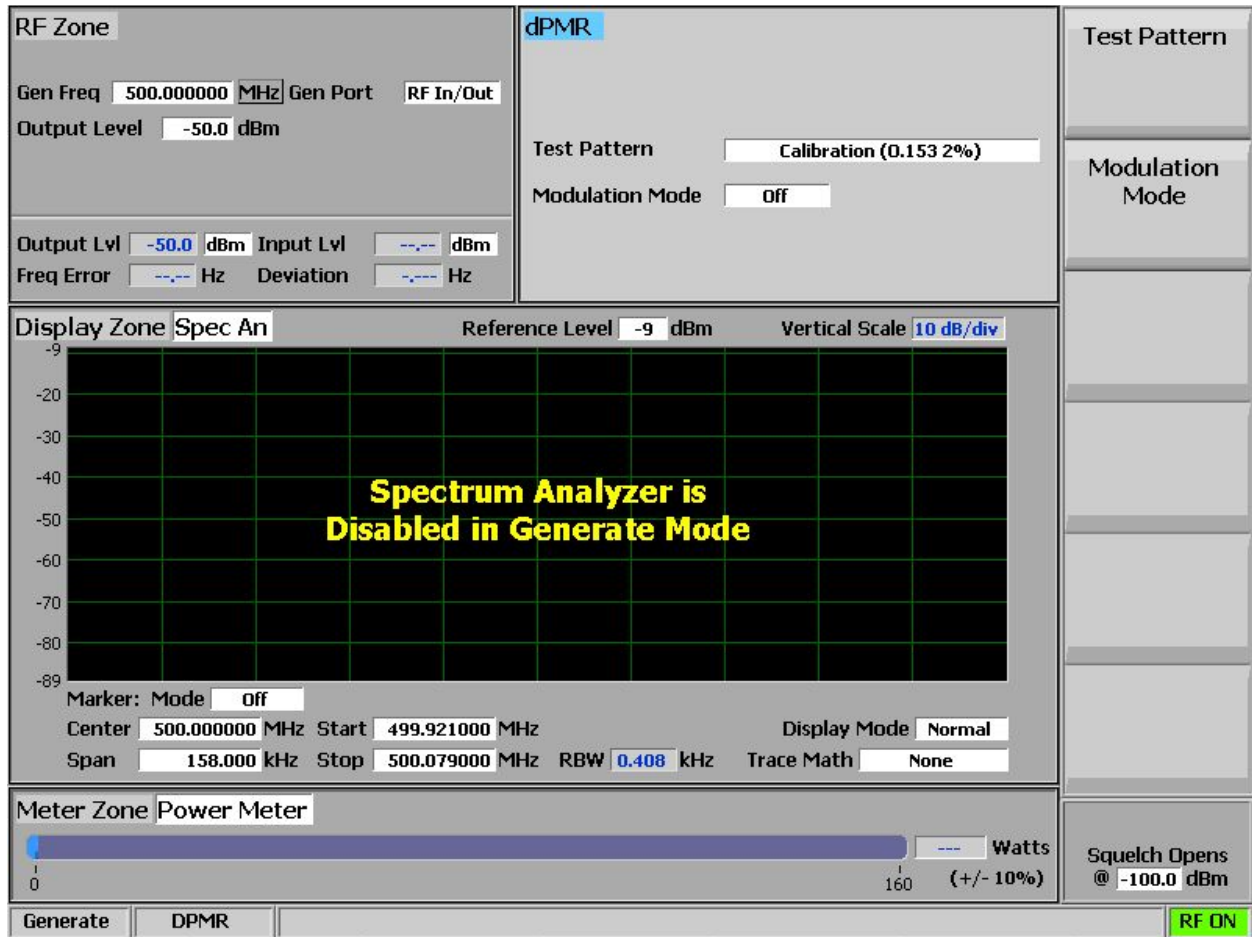 RF Zone
Gen Freq 500.000000 MHz Gen Port RF In/Out
Output Level -50.0 dBm
Output Lvl -50.0 dBm Input Lvl --.-- dBm
Freq Error --.-- Hz Deviation -.--- Hz
dPMR
Test Pattern Calibration (0.153 2%)
Modulation Mode Off
Test Pattern
Modulation
Mode
Display Zone Spec An Reference Level -9 dBm Vertical Scale 10 dB/div
-9
-20
-30
-40
-50
-60
-70
-80
-89
Spectrum Analyzer is
Disabled in Generate Mode
Marker: Mode Off
Center 500.000000 MHz Start 499.921000 MHz Display Mode Normal
Span 158.000 kHz Stop 500.079000 MHz RBW 0.408 kHz Trace Math None
Meter Zone Power Meter
--- Watts
0 160 (+/- 10%)
Squelch Opens
@ -100.0 dBm
Generate DPMR RF ON